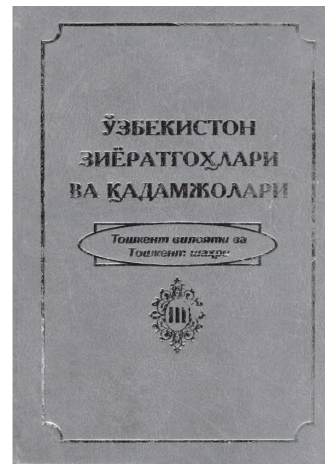 ЎЗБЕКИСТОН
ЗИЁРАТГОҲЛАРИ
ВА ҚАДАМЖОЛАРИ
Тошкент вилояти ва
Тошкент шаҳри
III